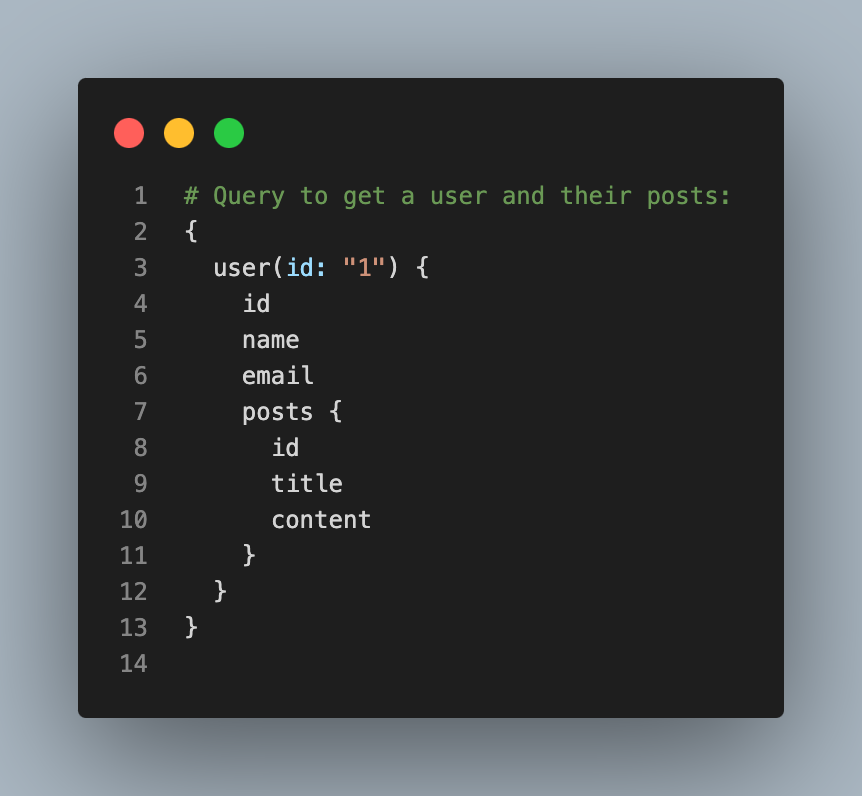 1 # Query to get a user and their posts:
2 {
3   user(id: "1") {
4     id
5     name
6     email
7     posts {
8       id
9       title
10       content
11     }
12   }
13 }
14